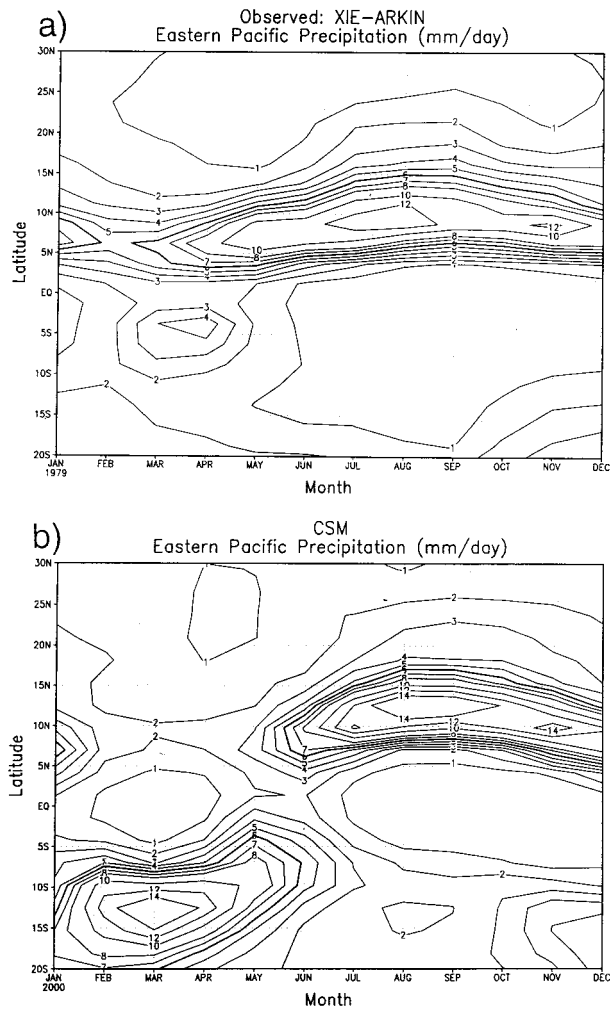 a)
Observed: XIE-ARKIN
Eastern Pacific Precipitation (mm/day)
30N
25N
20N
15N
10N
5N
EQ
5S
10S
15S
20S
Latitude
JAN FEB MAR APR MAY JUN JUL AUG SEP OCT NOV DEC
1979
Month
b)
CSM
Eastern Pacific Precipitation (mm/day)
30N
25N
20N
15N
10N
5N
EQ
5S
10S
15S
20S
Latitude
JAN FEB MAR APR MAY JUN JUL AUG SEP OCT NOV DEC
2000
Month